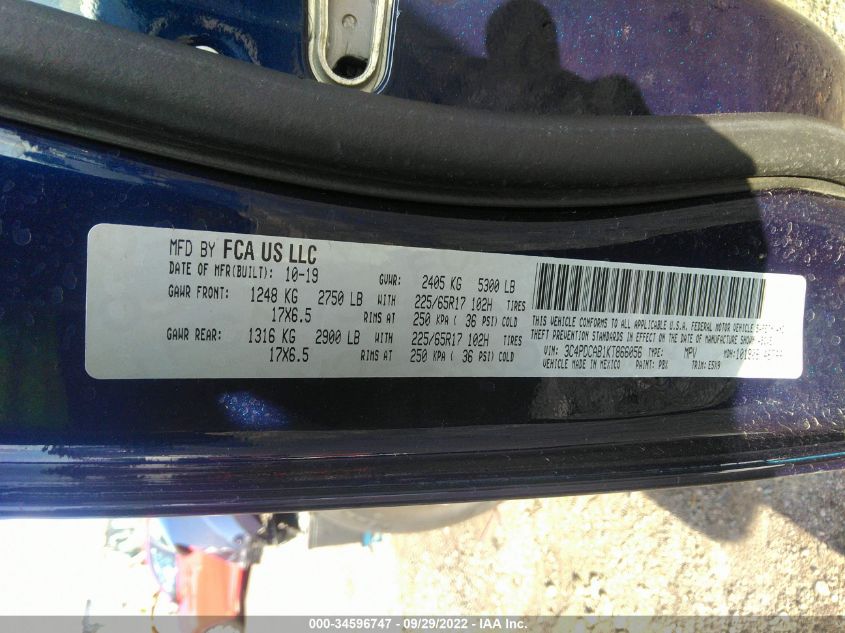 MFD BY FCA US LLC
DATE OF MFR(BUILT): 10-19 GVWR: 2405 KG 5300 LB
GAWR FRONT: 1248 KG 2750 LB WITH 225/65R17 102H TIRES
17X6.5 RIMS AT 250 KPA ( 36 PSI) COLD
GAWR REAR: 1316 KG 2900 LB WITH 225/65R17 102H TIRES
17X6.5 RIMS AT 250 KPA ( 36 PSI) COLD
THIS VEHICLE CONFORMS TO ALL APPLICABLE U.S.A. FEDERAL MOTOR VEHICLE SAFETY AND
THEFT PREVENTION STANDARDS IN EFFECT ON THE DATE OF MANUFACTURE SHOWN ABOVE
VIN: 3C4PDCAB1KT866056 TYPE: MPV MDH:
VEHICLE MADE IN MEXICO PAINT: PBX TRIM:
000-34596747 - 09/29/2022 - IAA Inc.